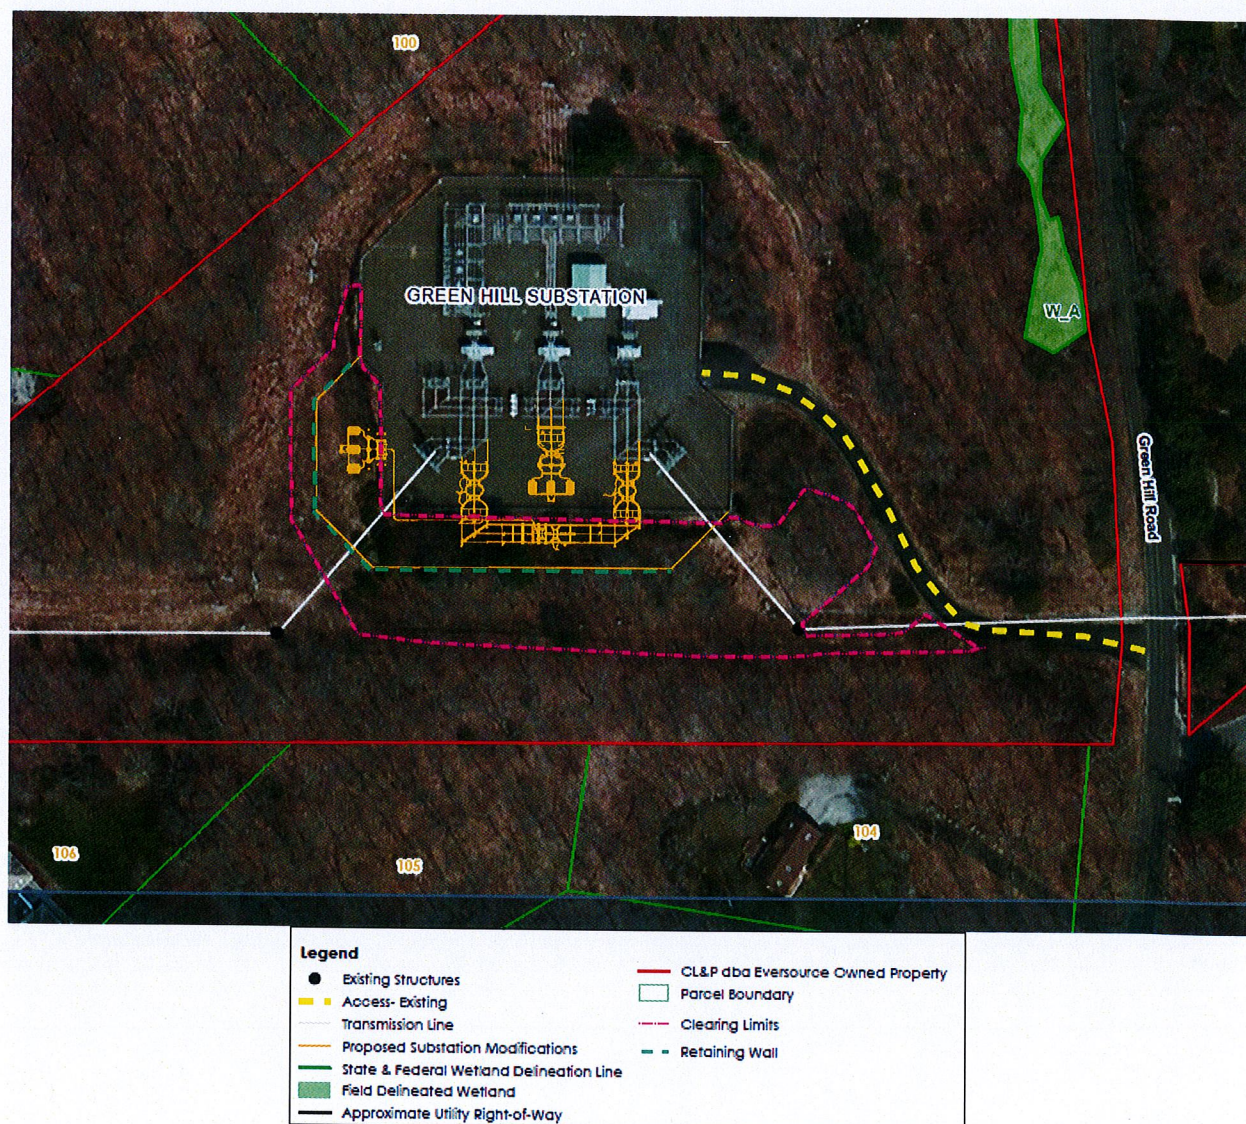 100
GREEN HILL SUBSTATION
W_A
Green Hill Road
104
106
105
Legend
Existing Structures
Access- Existing
Transmission Line
Proposed Substation Modifications
State & Federal Wetland Delineation Line
Field Delineated Wetland
Approximate Utility Right-of-Way
CL&P dba Eversource Owned Property
Parcel Boundary
Clearing Limits
Retaining Wall